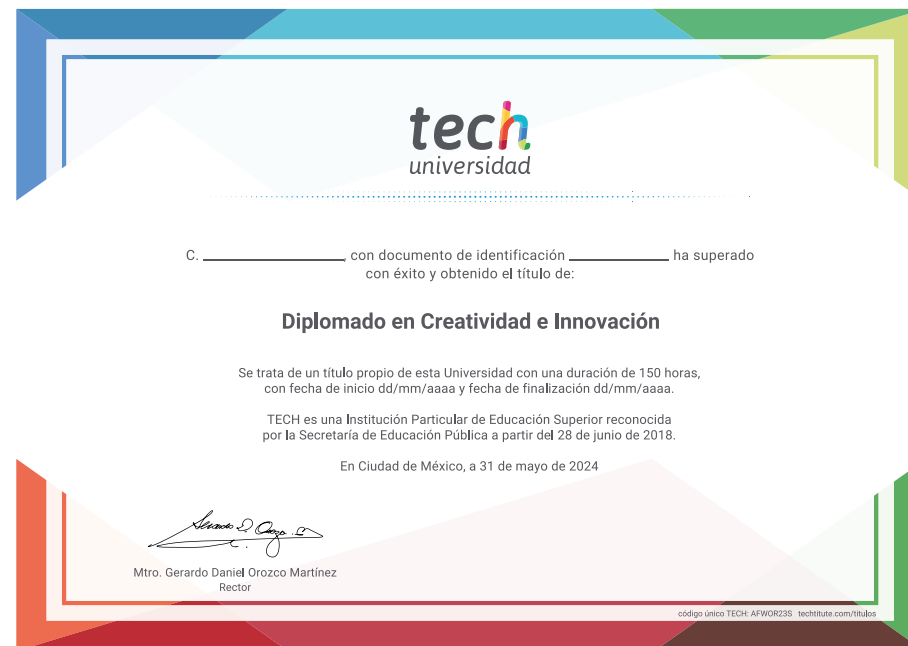 tech
universidad
C. ____________, con documento de identificación ____________ ha superado
con éxito y obtenido el título de:
Diplomado en Creatividad e Innovación
Se trata de un título propio de esta Universidad con una duración de 150 horas,
con fecha de inicio dd/mm/aaaa y fecha de finalización dd/mm/aaaa.
TECH es una Institución Particular de Educación Superior reconocida
por la Secretaría de Educación Pública a partir del 28 de junio de 2018.
En Ciudad de México, a 31 de mayo de 2024
Mtro. Gerardo Daniel Orozco Martínez
Rector
código único TECH: AFWOR23S techtitute.com/titulos